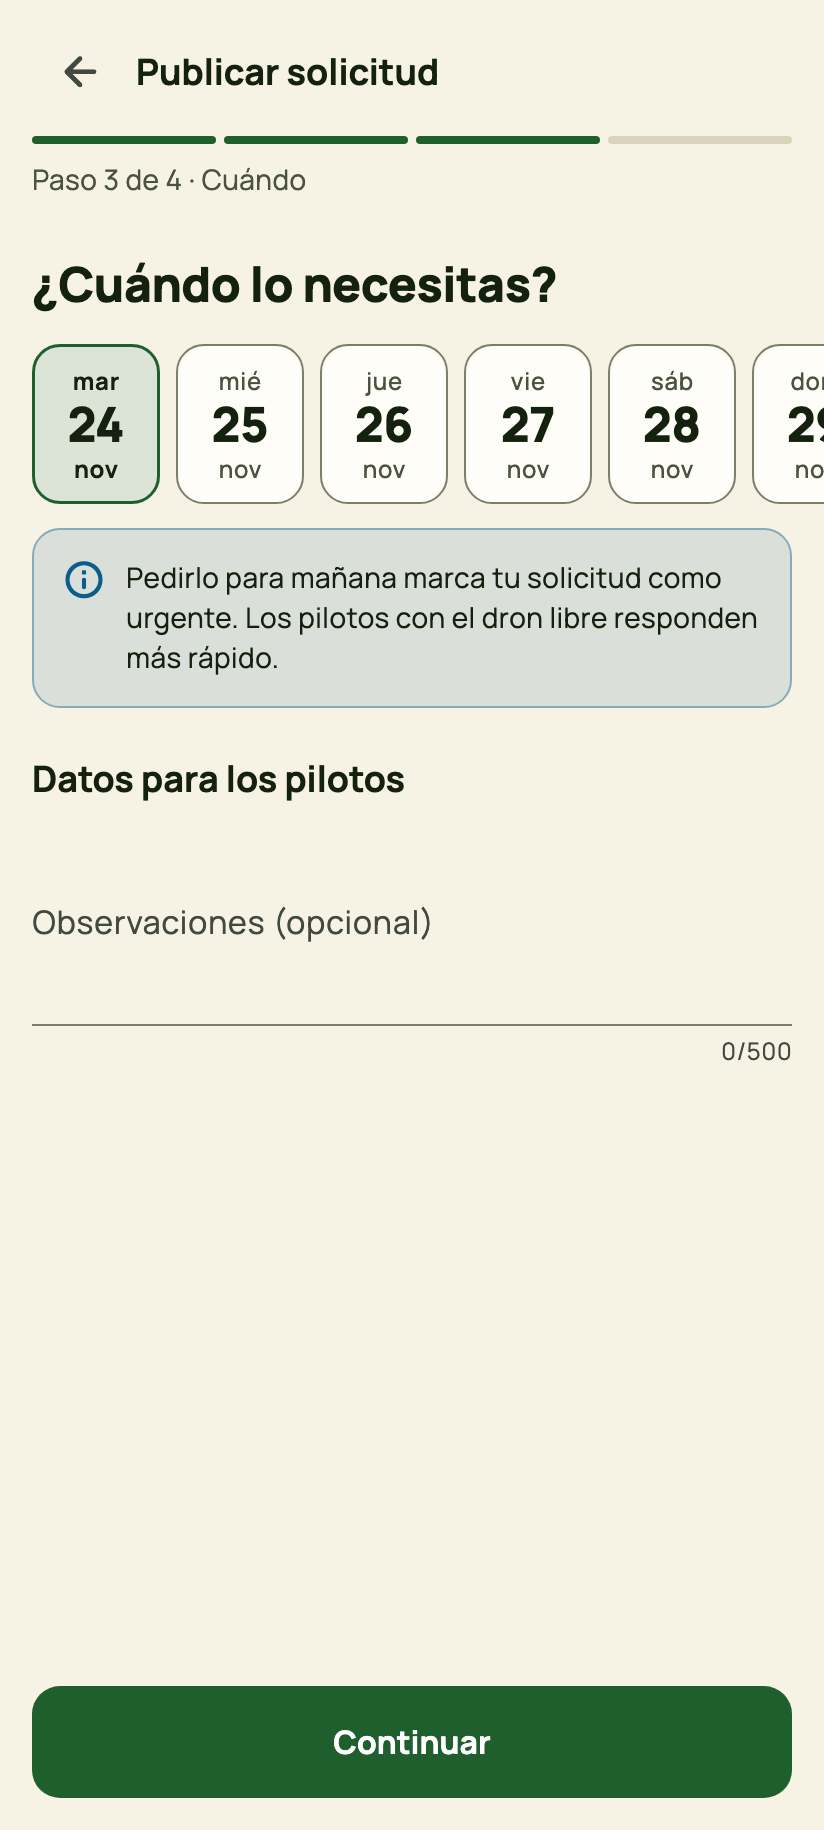 Publicar solicitud
Paso 3 de 4 · Cuándo
¿Cuándo lo necesitas?
mar mié jue vie sáb
24 25 26 27 28
nov nov nov nov nov
Pedirlo para mañana marca tu solicitud como
urgente. Los pilotos con el dron libre responden
más rápido.
Datos para los pilotos
Observaciones (opcional)
0/500
Continuar